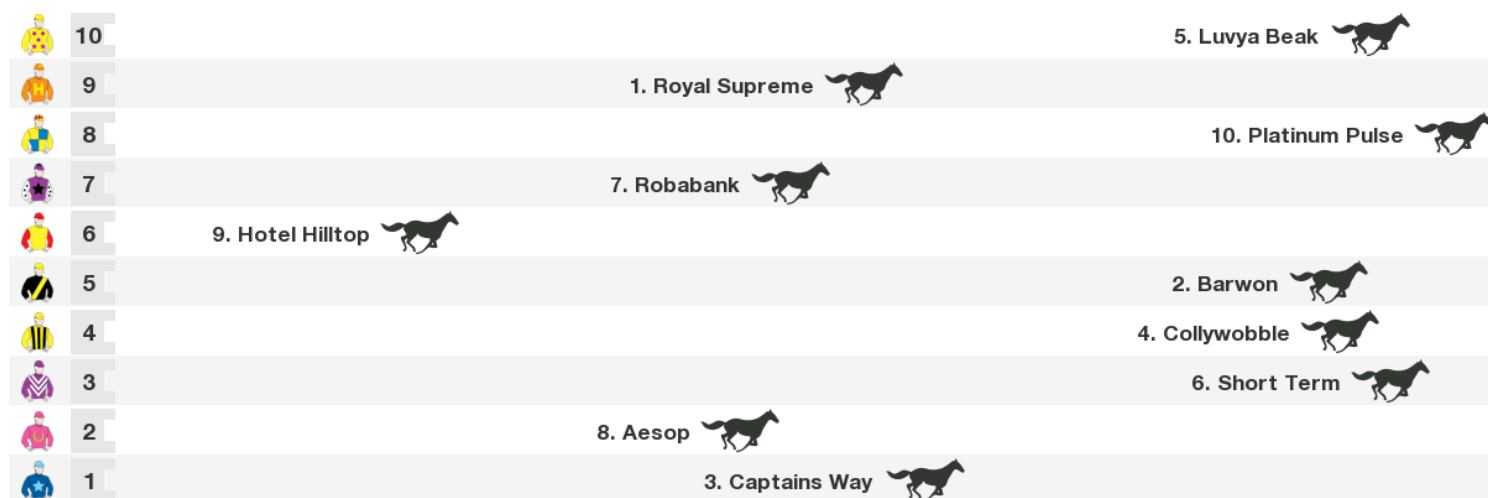 10 5. Luvya Beak
9 1. Royal Supreme
8 10. Platinum Pulse
7 7. Robabank
6 9. Hotel Hilltop
5 2. Barwon
4 4. Collywobble
3 6. Short Term
2 8. Aesop
1 3. Captains Way